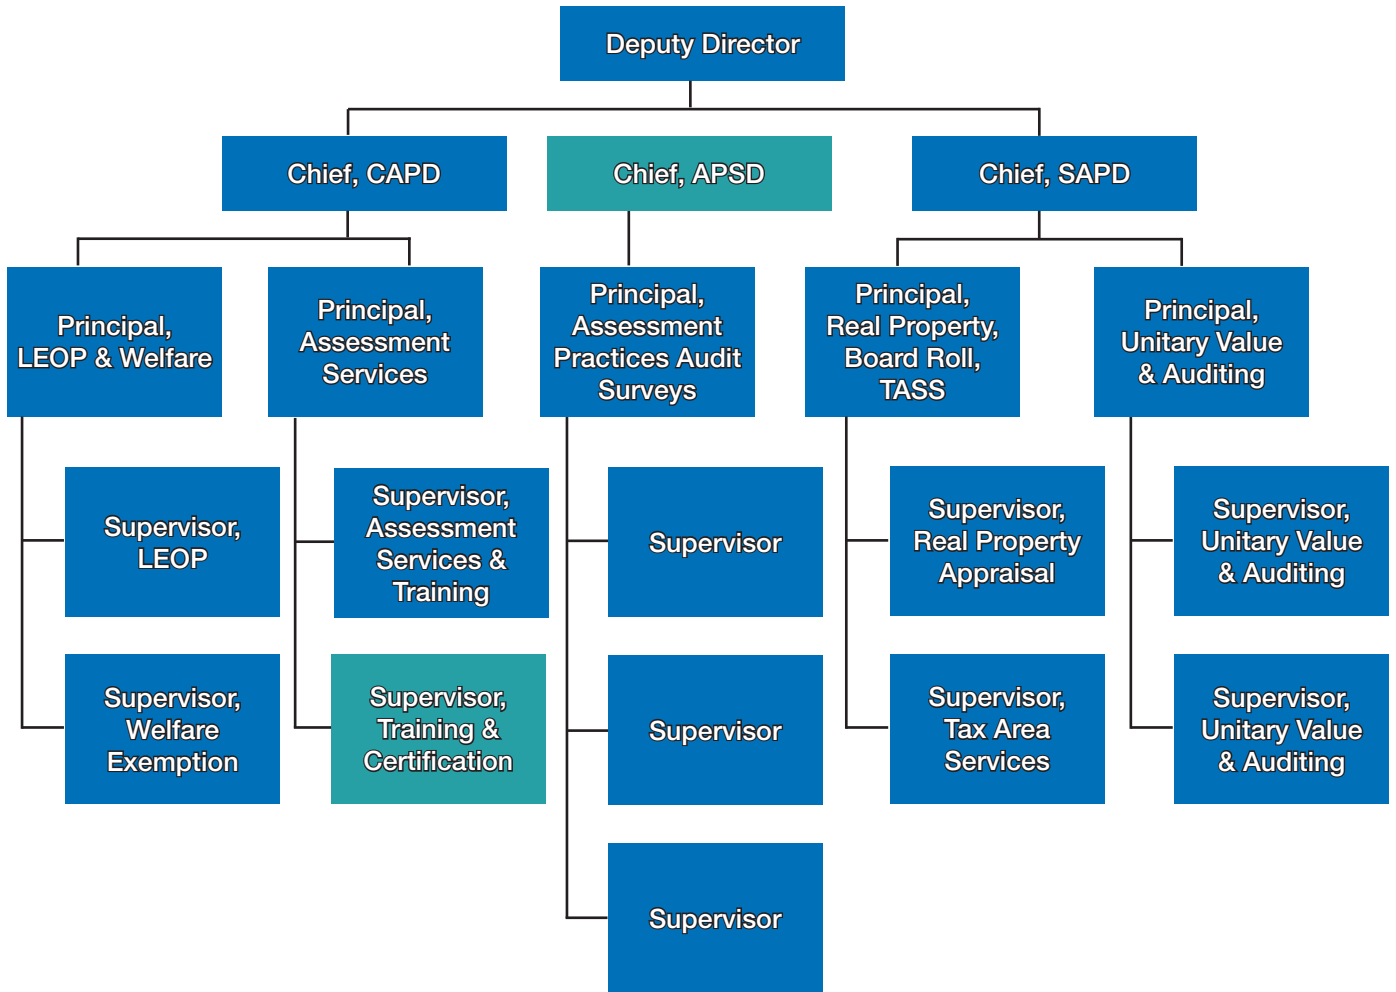 Deputy Director
Chief, CAPD
Chief, APSD
Chief, SAPD
Principal,
LEOP & Welfare
Principal,
Assessment
Services
Principal,
Assessment
Practices Audit
Surveys
Principal,
Real Property,
Board Roll,
TASS
Principal,
Unitary Value
& Auditing
Supervisor,
LEOP
Supervisor,
Assessment
Services &
Training
Supervisor
Supervisor,
Real Property
Appraisal
Supervisor,
Unitary Value
& Auditing
Supervisor,
Welfare
Exemption
Supervisor,
Training &
Certification
Supervisor
Supervisor,
Tax Area
Services
Supervisor,
Unitary Value
& Auditing
Supervisor